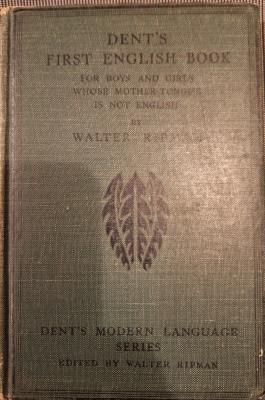 DENT'S
FIRST ENGLISH BOOK
FOR BOYS AND GIRLS
WHOSE MOTHER-TONGUE
IS NOT ENGLISH
BY
WALTER RIPMAN
DENT'S MODERN LANGUAGE
SERIES
EDITED BY WALTER RIPMAN